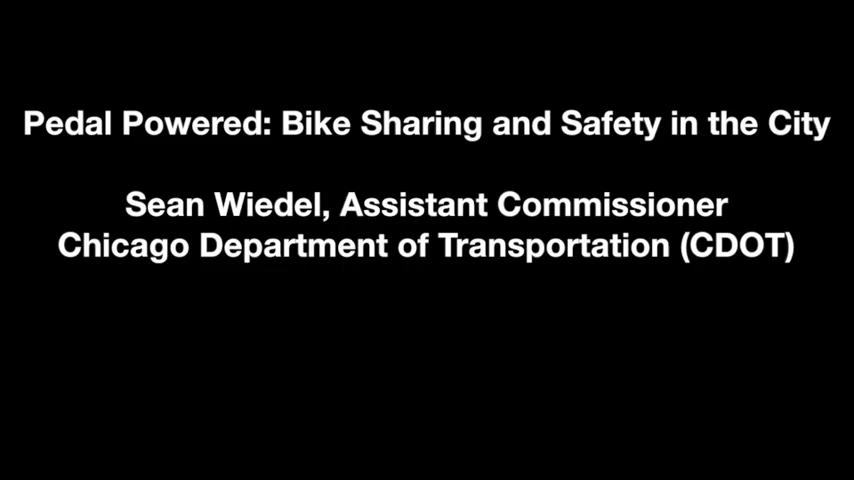 Pedal Powered: Bike Sharing and Safety in the City
Sean Wiedel, Assistant Commissioner
Chicago Department of Transportation (CDOT)